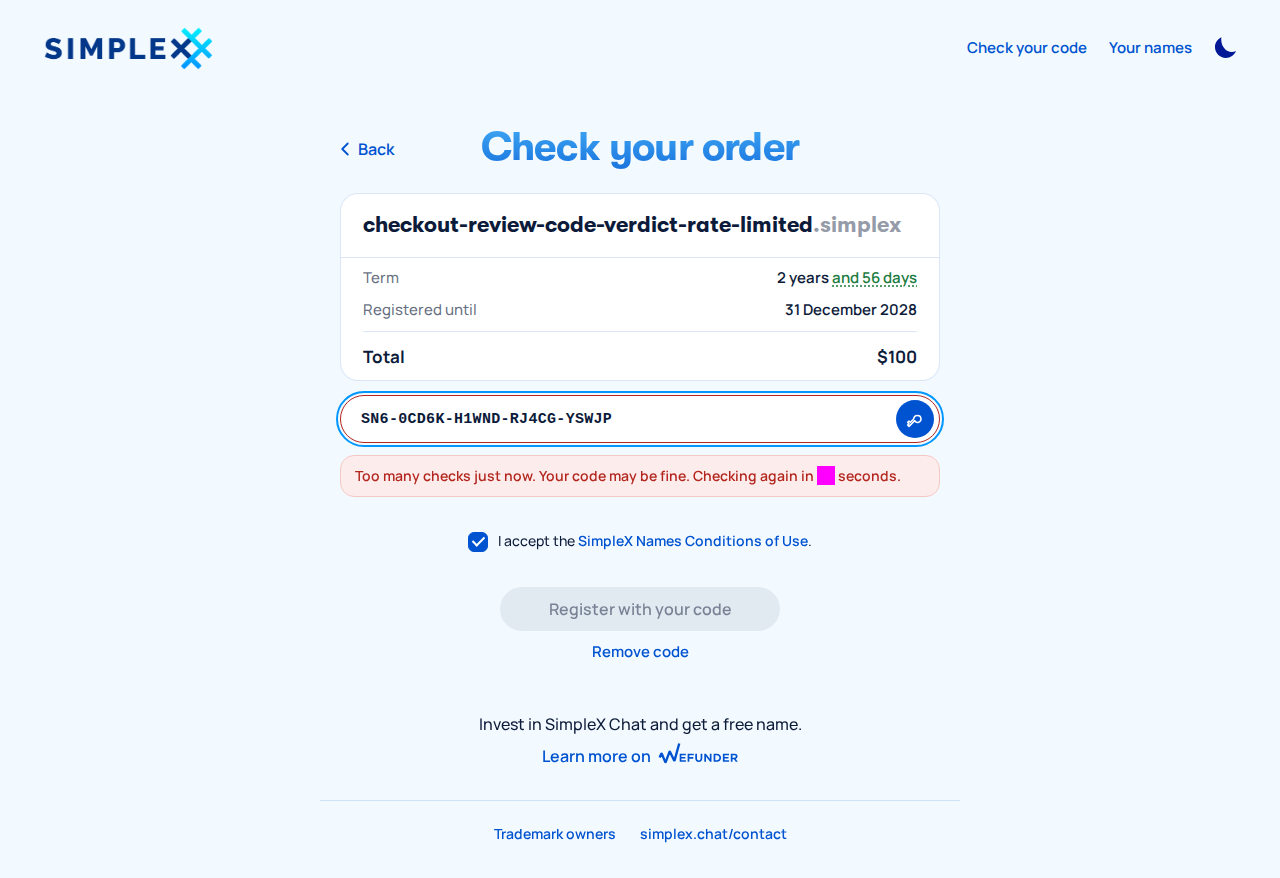 SIMPLEX
Check your code
Your names
Back
Check your order
checkout-review-code-verdict-rate-limited.simplex
Term
2 years and 56 days
Registered until
31 December 2028
Total
$100
SN6-0CD6K-H1WND-RJ4CG-YSWJP
Too many checks just now. Your code may be fine. Checking again in seconds.
I accept the SimpleX Names Conditions of Use.
Register with your code
Remove code
Invest in SimpleX Chat and get a free name.
Learn more on WEFUNDER
Trademark owners
simplex.chat/contact